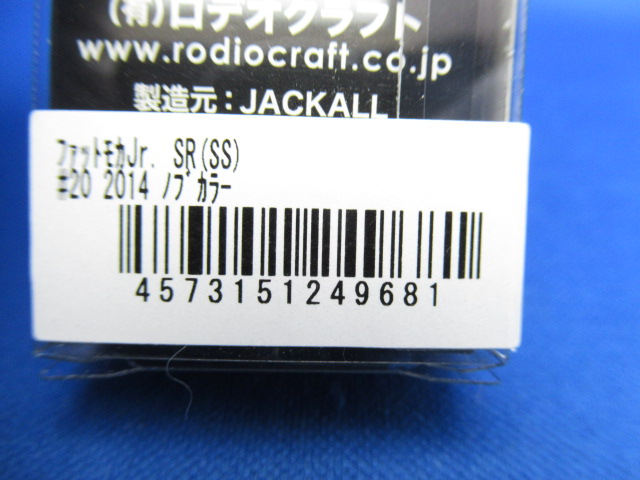 (有)ロデオクラフト
www.rodiocraft.co.jp
製造元：JACKALL
ﾌｧｯﾄﾓｶJr. SR(SS)
#20 2014 ﾉﾌﾞｶﾗｰ
4573151249681